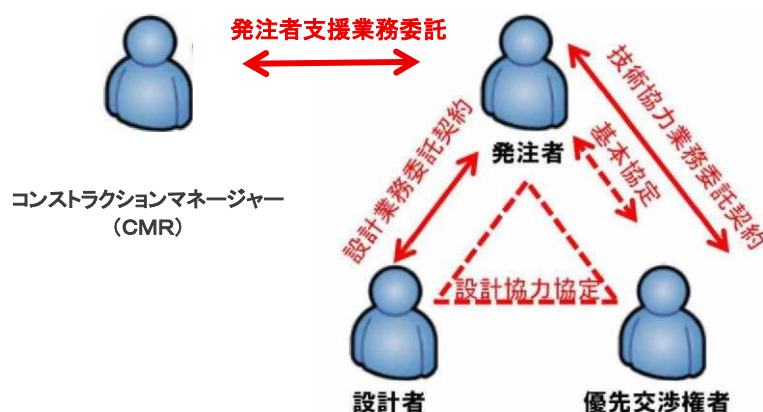 発注者支援業務委託
発注者
コンストラクションマネージャー
（CMR）
技術協力業務委託契約
基本協定
設計業務委託契約
設計協力協定
設計者
優先交渉権者